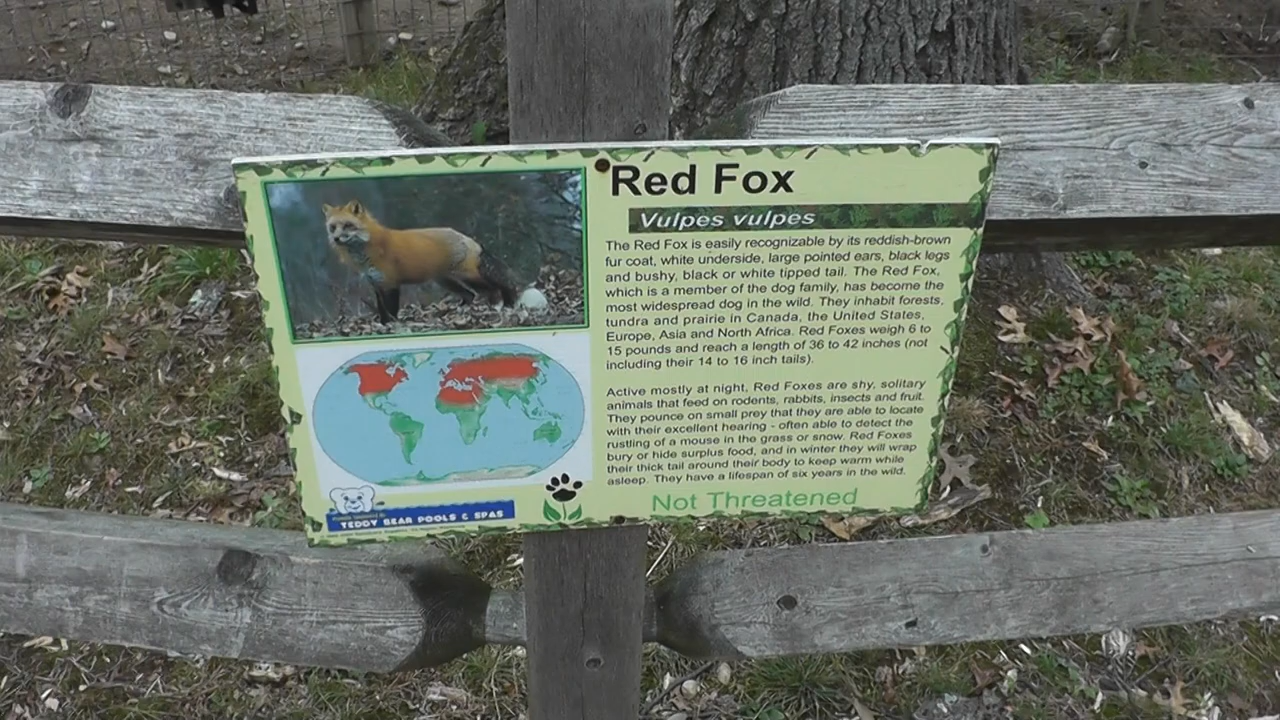 Red Fox
Vulpes vulpes
The Red Fox is easily recognizable by its reddish-brown
fur coat, white underside, large pointed ears, black legs
and bushy, black or white tipped tail. The Red Fox,
which is a member of the dog family, has become the
most widespread dog in the wild. They inhabit forests,
tundra and prairie in Canada, the United States,
Europe, Asia and North Africa. Red Foxes weigh 6 to
15 pounds and reach a length of 36 to 42 inches (not
including their 14 to 16 inch tails).
Active mostly at night, Red Foxes are shy, solitary
animals that feed on rodents, rabbits, insects and fruit.
They pounce on small prey that they are able to locate
with their excellent hearing - often able to detect the
rustling of a mouse in the grass or snow. Red Foxes
bury or hide surplus food, and in winter they will wrap
their thick tail around their body to keep warm while
asleep. They have a lifespan of six years in the wild.
Not Threatened
TEDDY BEAR POOLS & SPAS